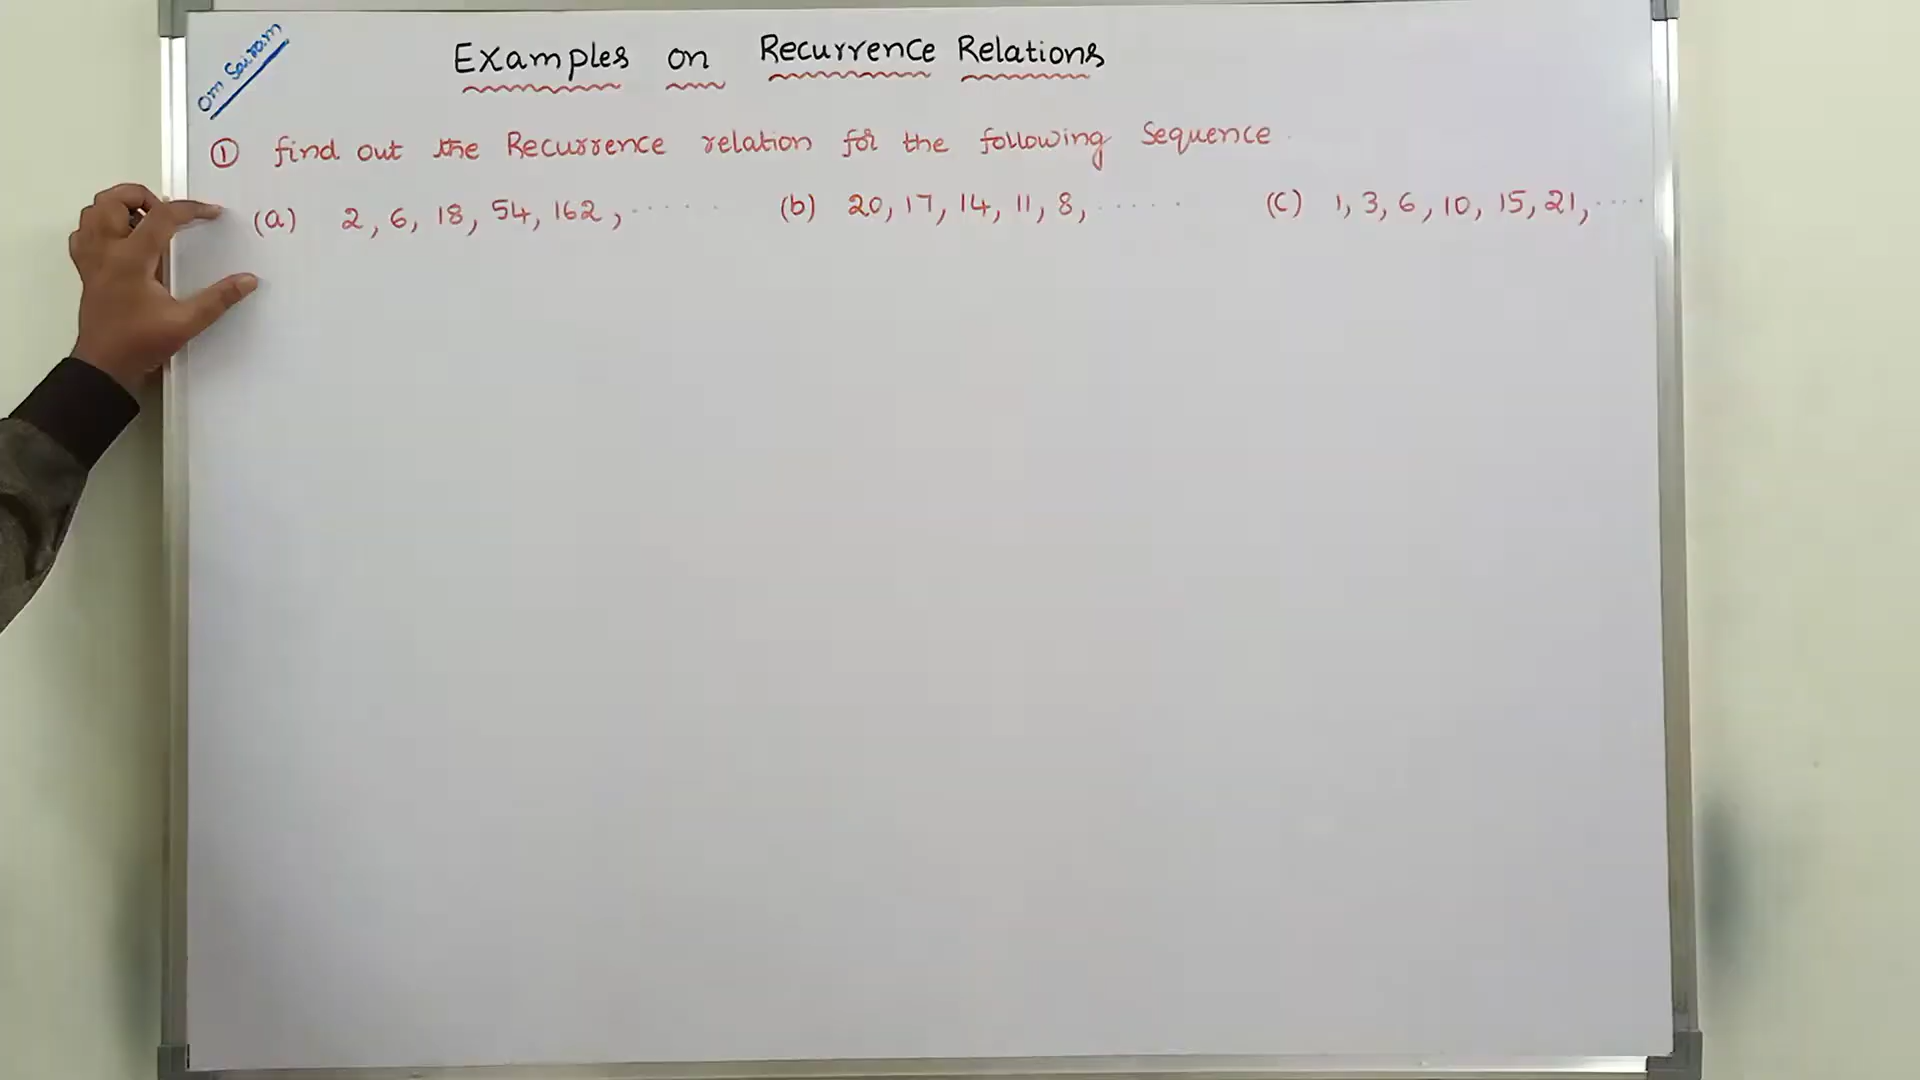 Om Sairam
Examples on Recurrence Relations
① find out the Recurrence relation for the following Sequence
(a) 2, 6, 18, 54, 162, ..... (b) 20, 17, 14, 11, 8, ..... (c) 1, 3, 6, 10, 15, 21, ....